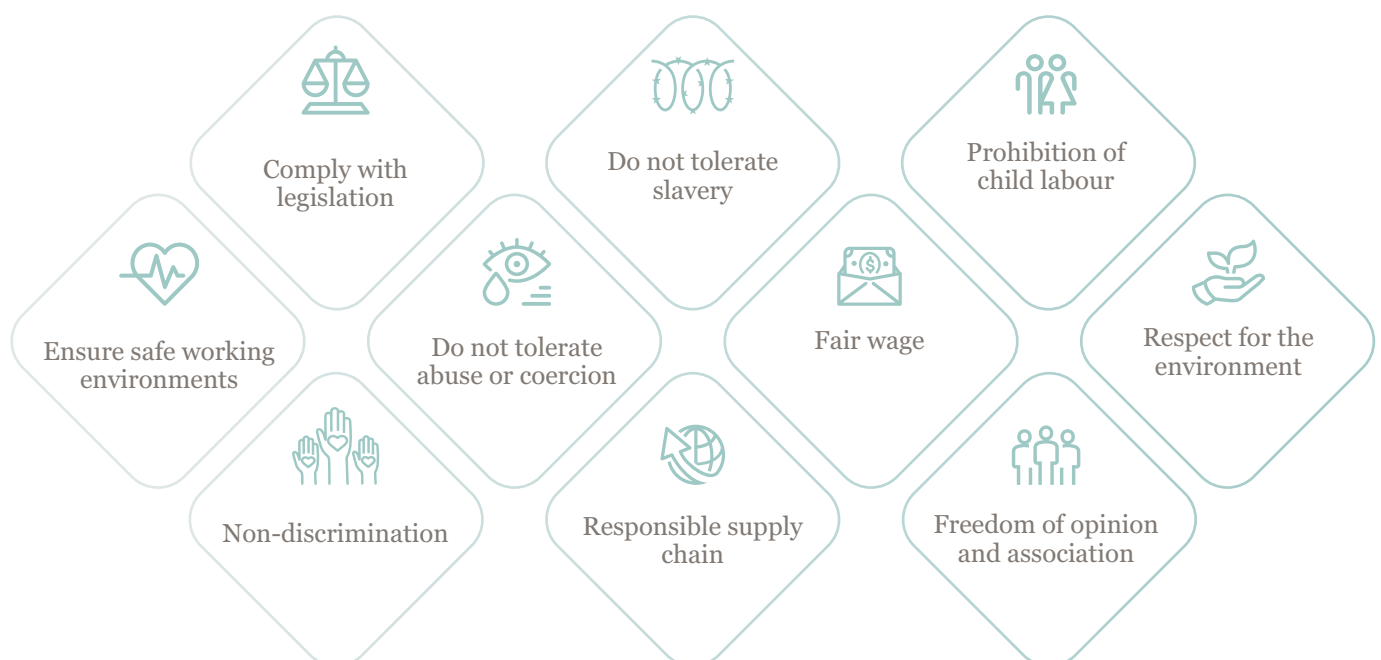 Comply with
legislation
Do not tolerate
slavery
Prohibition of
child labour
Ensure safe working
environments
Do not tolerate
abuse or coercion
Fair wage
Respect for the
environment
Non-discrimination
Responsible supply
chain
Freedom of opinion
and association